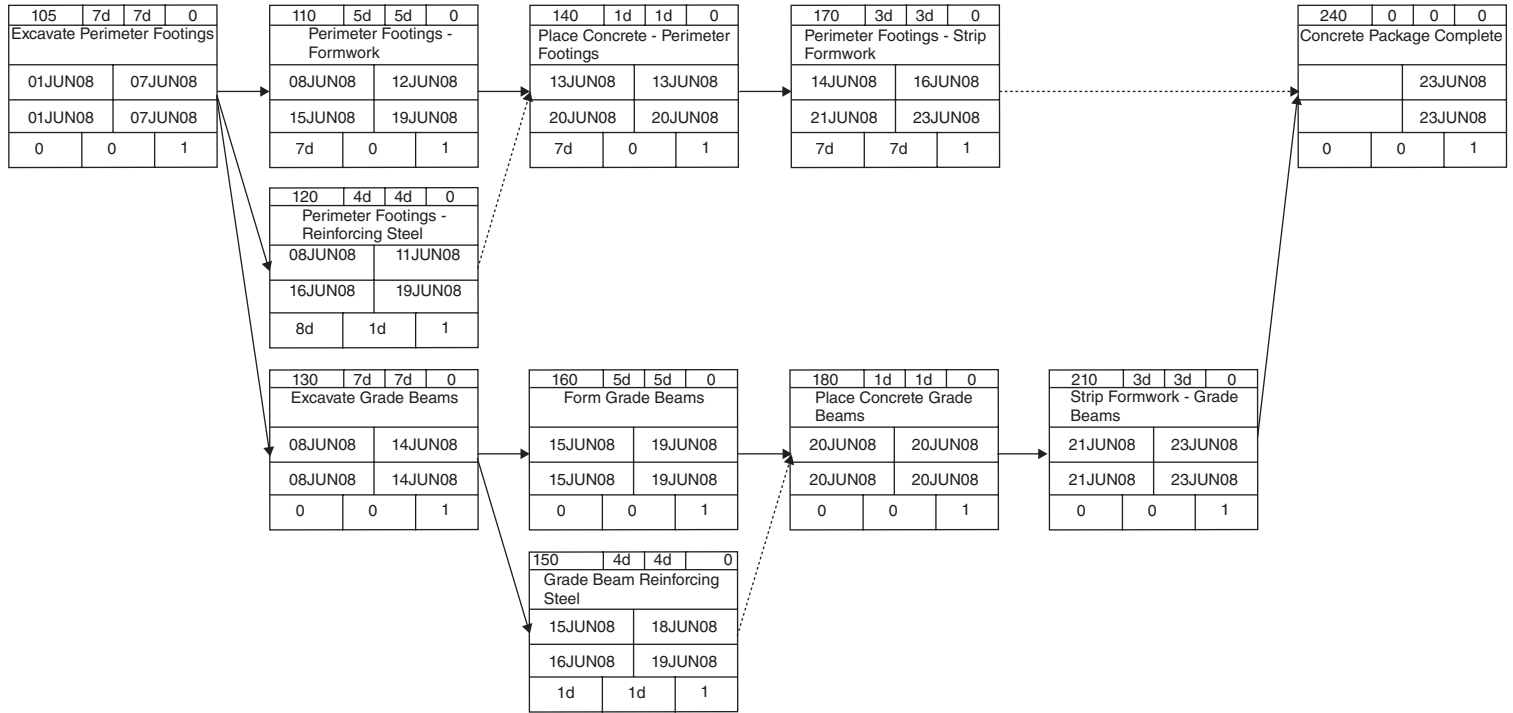 105 7d 7d 0
Excavate Perimeter Footings
01JUN08 07JUN08
01JUN08 07JUN08
0 0 1
110 5d 5d 0
Perimeter Footings -
Formwork
08JUN08 12JUN08
15JUN08 19JUN08
7d 0 1
140 1d 1d 0
Place Concrete - Perimeter
Footings
13JUN08 13JUN08
20JUN08 20JUN08
7d 0 1
170 3d 3d 0
Perimeter Footings - Strip
Formwork
14JUN08 16JUN08
21JUN08 23JUN08
7d 7d 1
240 0 0 0
Concrete Package Complete
23JUN08
23JUN08
0 0 1
120 4d 4d 0
Perimeter Footings -
Reinforcing Steel
08JUN08 11JUN08
16JUN08 19JUN08
8d 1d 1
130 7d 7d 0
Excavate Grade Beams
08JUN08 14JUN08
08JUN08 14JUN08
0 0 1
160 5d 5d 0
Form Grade Beams
15JUN08 19JUN08
15JUN08 19JUN08
0 0 1
180 1d 1d 0
Place Concrete Grade
Beams
20JUN08 20JUN08
20JUN08 20JUN08
0 0 1
210 3d 3d 0
Strip Formwork - Grade
Beams
21JUN08 23JUN08
21JUN08 23JUN08
0 0 1
150 4d 4d 0
Grade Beam Reinforcing
Steel
15JUN08 18JUN08
16JUN08 19JUN08
1d 1d 1